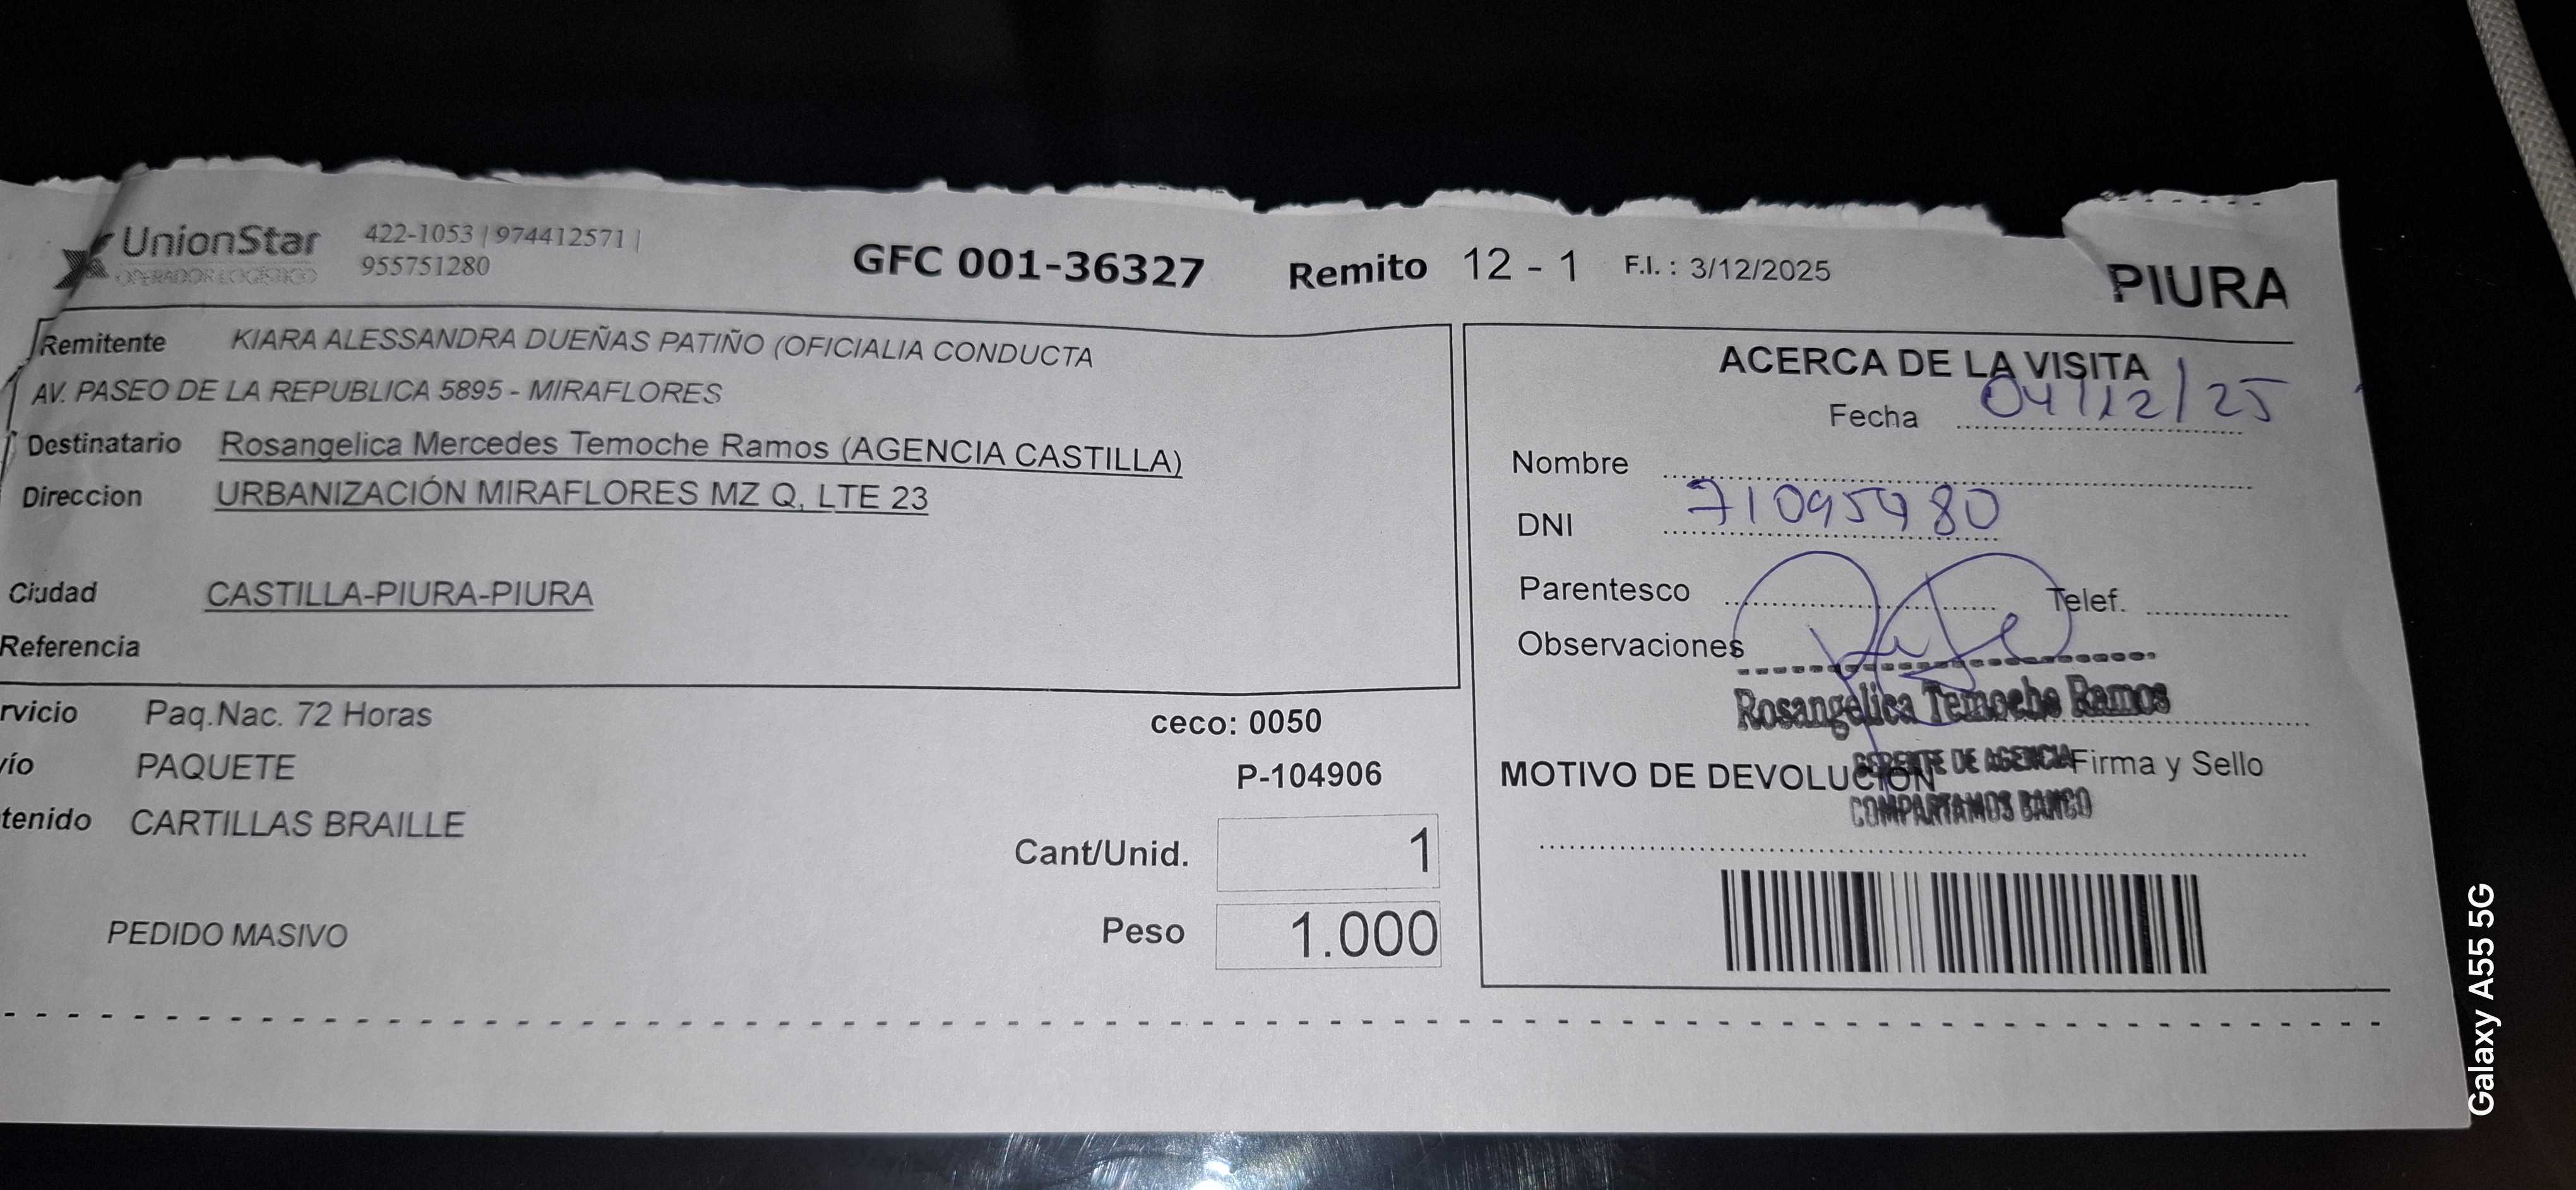 UnionStar
OPERADOR LOGÍSTICO
422-1053 | 974412571 |
955751280
GFC 001-36327
Remito 12 - 1 F.I. : 3/12/2025
PIURA
Remitente KIARA ALESSANDRA DUEÑAS PATIÑO (OFICIALIA CONDUCTA
AV. PASEO DE LA REPUBLICA 5895 - MIRAFLORES
Destinatario Rosangelica Mercedes Temoche Ramos (AGENCIA CASTILLA)
Direccion URBANIZACIÓN MIRAFLORES MZ Q, LTE 23
Ciudad CASTILLA-PIURA-PIURA
Referencia
rvicio Paq.Nac. 72 Horas
ceco: 0050
vío PAQUETE
P-104906
tenido CARTILLAS BRAILLE
Cant/Unid. 1
PEDIDO MASIVO
Peso 1.000
ACERCA DE LA VISITA
Fecha 04/12/25
Nombre
DNI 71095980
Parentesco Telef.
Observaciones
Rosangelica Temoche Ramos
GERENTE DE AGENCIA Firma y Sello
MOTIVO DE DEVOLUCION
COMPARTAMOS BANCO
Galaxy A55 5G